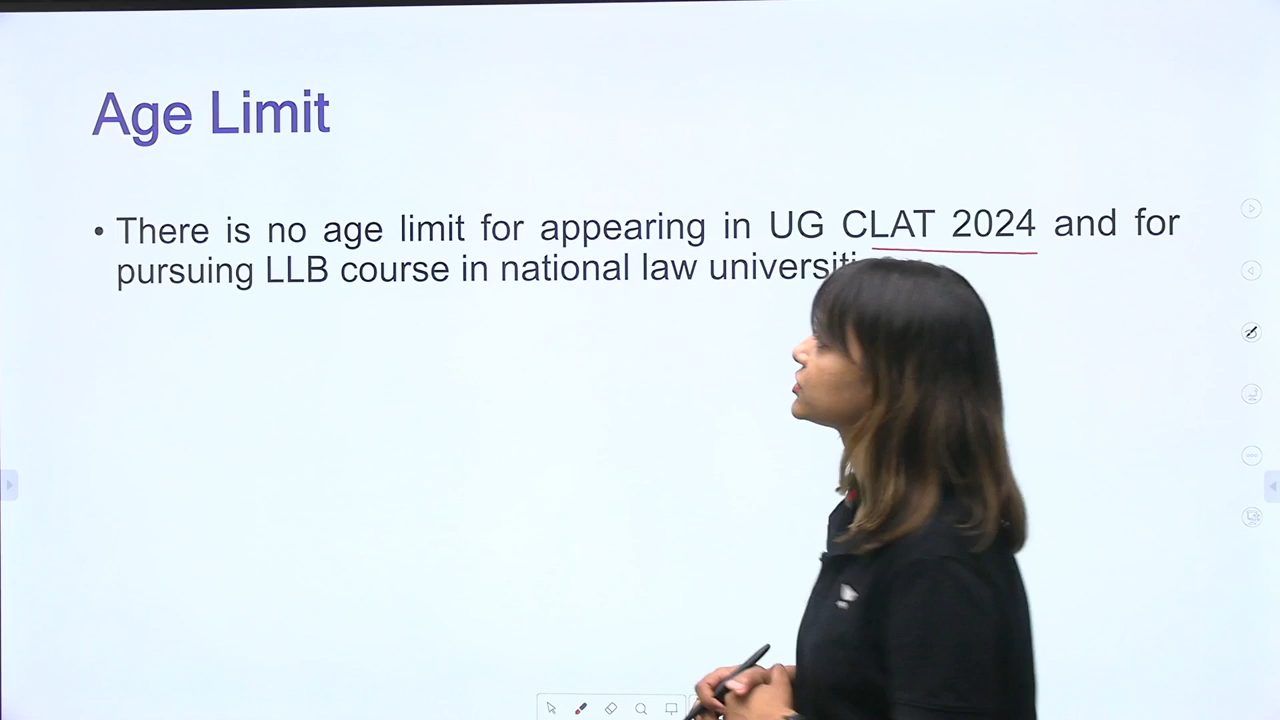 Age Limit
• There is no age limit for appearing in UG CLAT 2024 and for
pursuing LLB course in national law